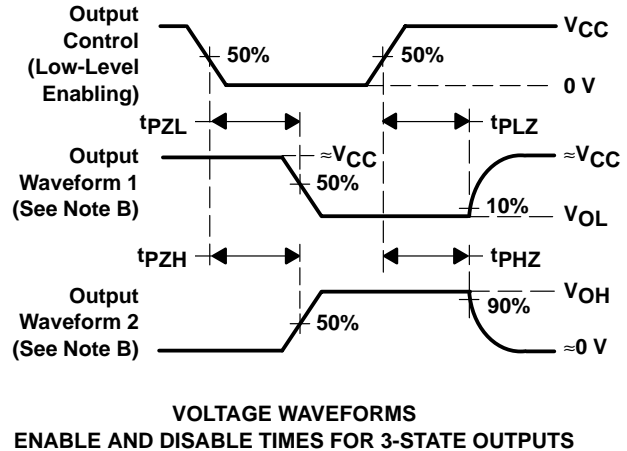 Output
Control
(Low-Level
Enabling)
50%
50%
VCC
0 V
tPZL
tPLZ
Output
Waveform 1
(See Note B)
≈VCC
50%
≈VCC
10%
VOL
tPZH
tPHZ
Output
Waveform 2
(See Note B)
50%
VOH
90%
≈0 V
VOLTAGE WAVEFORMS
ENABLE AND DISABLE TIMES FOR 3-STATE OUTPUTS